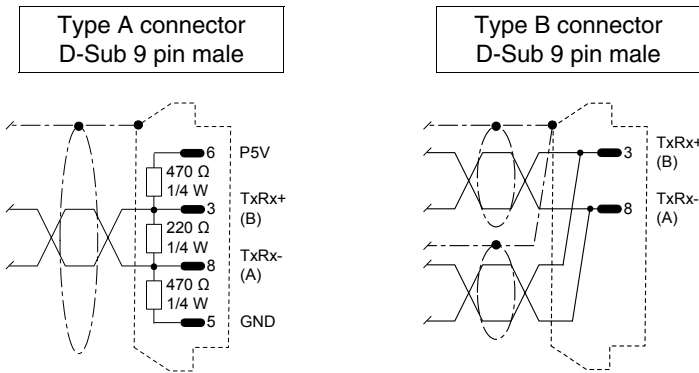 Type A connector
D-Sub 9 pin male
6 P5V
470 Ω
1/4 W
3 TxRx+
(B)
220 Ω
1/4 W
8 TxRx-
(A)
470 Ω
1/4 W
5 GND
Type B connector
D-Sub 9 pin male
3 TxRx+
(B)
8 TxRx-
(A)